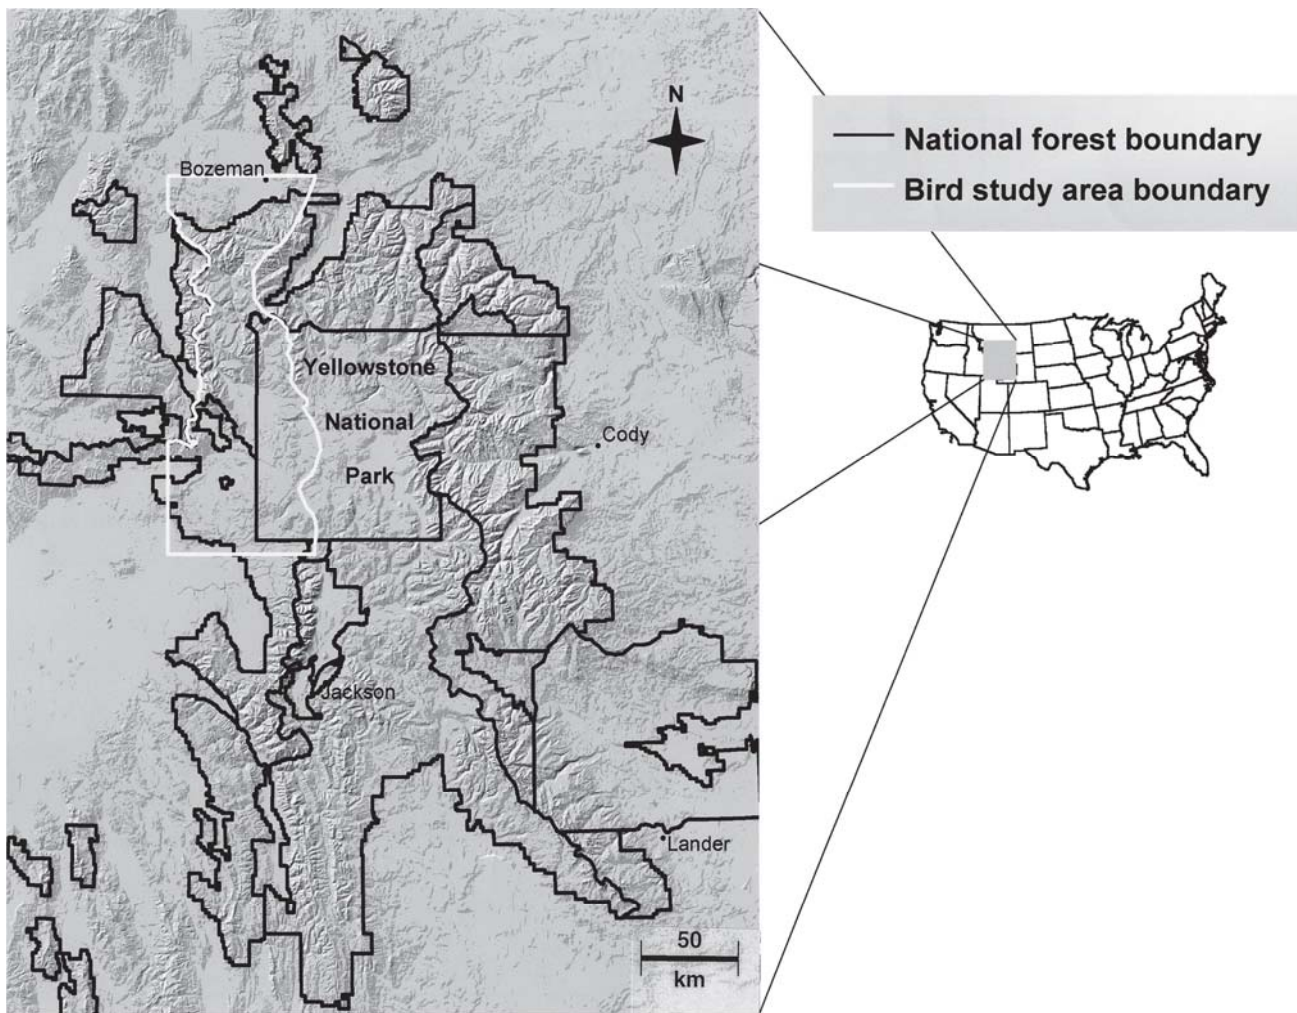 N
National forest boundary
Bird study area boundary
Bozeman
Yellowstone
National
Park
Cody
Jackson
Lander
50
km